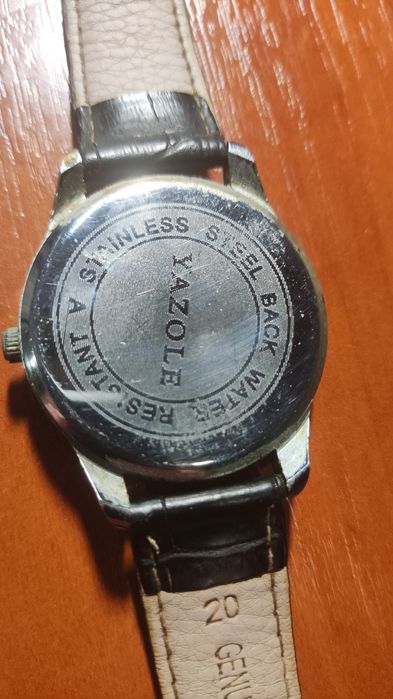 YAZOLE
STAINLESS STEEL BACK WATER RESISTANT A
20
GENU